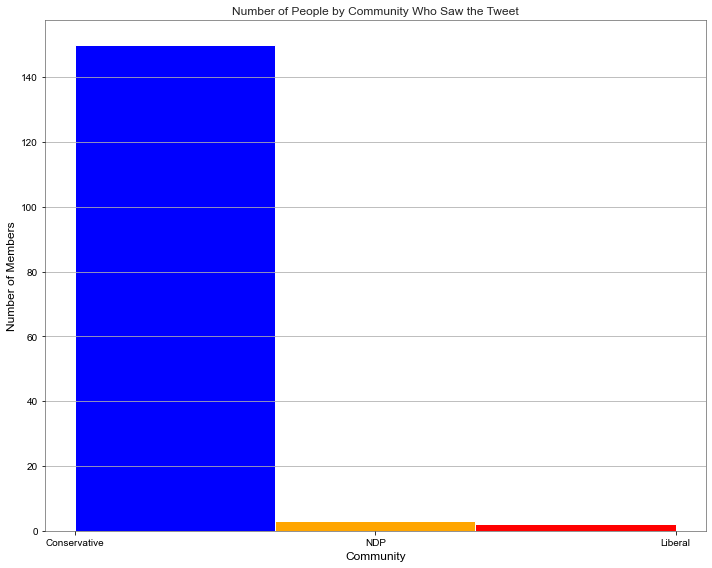 Number of People by Community Who Saw the Tweet
Number of Members
140
120
100
80
60
40
20
0
Conservative NDP Liberal
Community